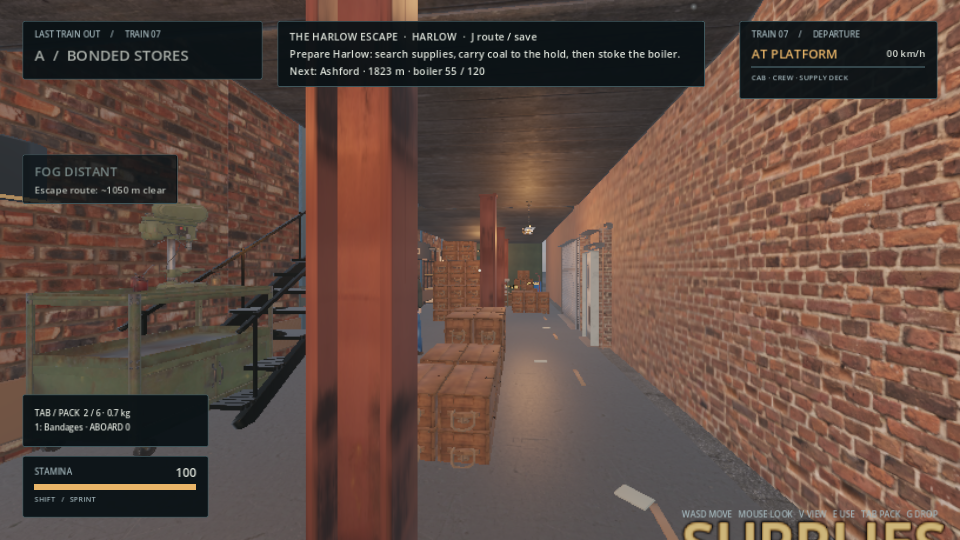 LAST TRAIN OUT / TRAIN 07
A / BONDED STORES
THE HARLOW ESCAPE · HARLOW · J route / save
Prepare Harlow: search supplies, carry coal to the hold, then stoke the boiler.
Next: Ashford · 1823 m · boiler 55 / 120
TRAIN 07 / DEPARTURE
AT PLATFORM 00 km/h
CAB · CREW · SUPPLY DECK
FOG DISTANT
Escape route: ~1050 m clear
TAB / PACK 2 / 6 · 0.7 kg
1: Bandages · ABOARD 0
STAMINA 100
SHIFT / SPRINT
WASD MOVE MOUSE LOOK V VIEW E USE TAB PACK G DROP
SUPPLIES